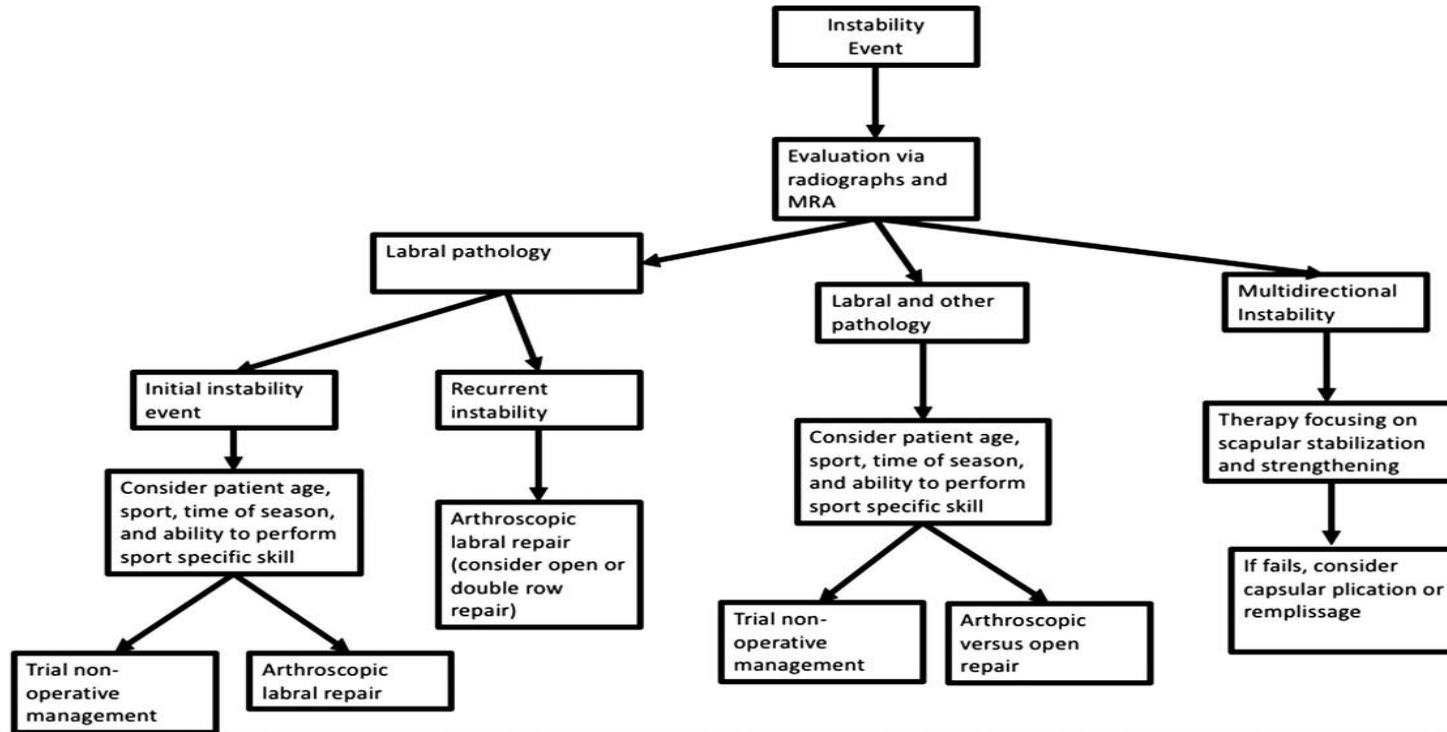 Instability
Event
Evaluation via
radiographs and
MRA
Labral pathology
Labral and other
pathology
Multidirectional
Instability
Initial instability
event
Recurrent
instability
Consider patient age,
sport, time of season,
and ability to perform
sport specific skill
Therapy focusing on
scapular stabilization
and strengthening
Consider patient age,
sport, time of season,
and ability to perform
sport specific skill
Arthroscopic
labral repair
(consider open or
double row
repair)
If fails, consider
capsular plication or
remplissage
Trial non-
operative
management
Arthroscopic
labral repair
Trial non-
operative
management
Arthroscopic
versus open
repair